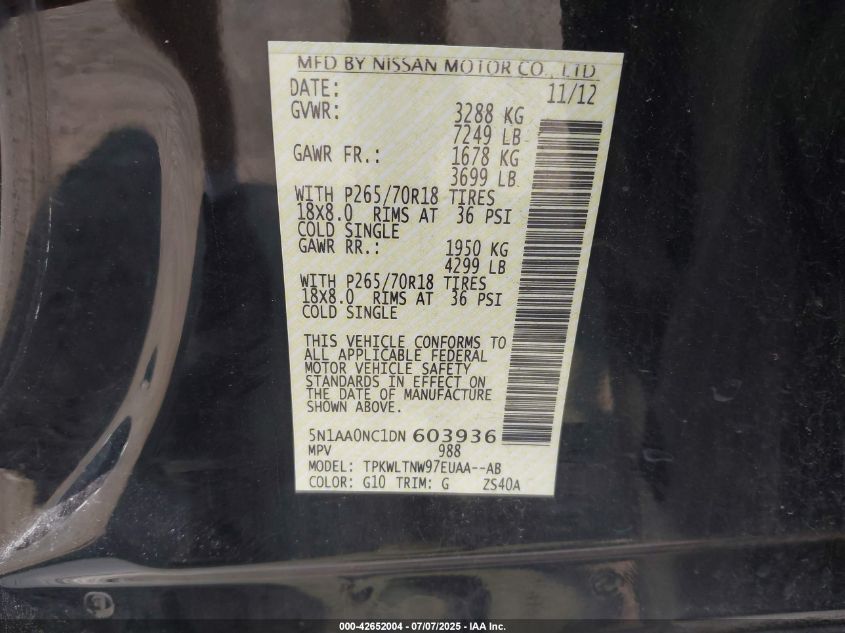 MFD BY NISSAN MOTOR CO., LTD.
DATE: 11/12
GVWR: 3288 KG
7249 LB
GAWR FR.: 1678 KG
3699 LB
WITH P265/70R18 TIRES
18X8.0 RIMS AT 36 PSI
COLD SINGLE
GAWR RR.: 1950 KG
4299 LB
WITH P265/70R18 TIRES
18X8.0 RIMS AT 36 PSI
COLD SINGLE
THIS VEHICLE CONFORMS TO
ALL APPLICABLE FEDERAL
MOTOR VEHICLE SAFETY
STANDARDS IN EFFECT ON
THE DATE OF MANUFACTURE
SHOWN ABOVE.
5N1AA0NC1DN 603936
MPV 988
MODEL: TPKWLTNW97EUAA--AB
COLOR: G10 TRIM: G ZS40A
000-42652004 - 07/07/2025 - IAA Inc.